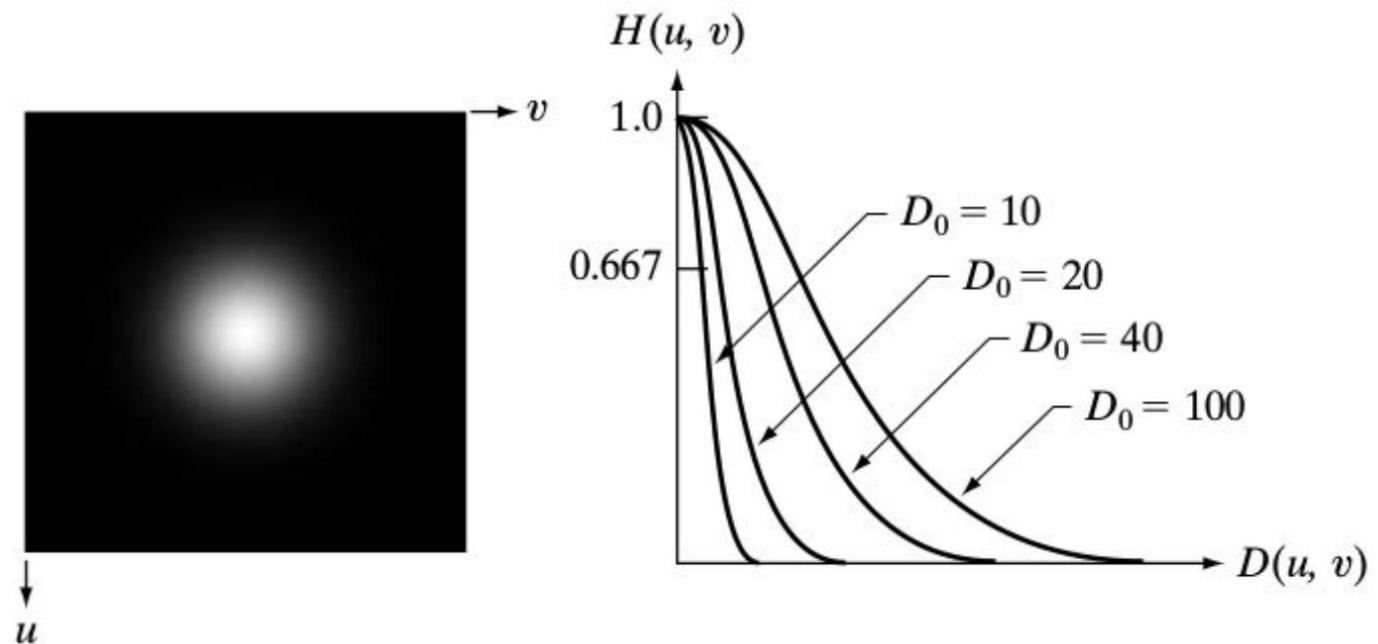 H(u, v)
v
1.0
D₀ = 10
0.667
D₀ = 20
D₀ = 40
D₀ = 100
D(u, v)
u